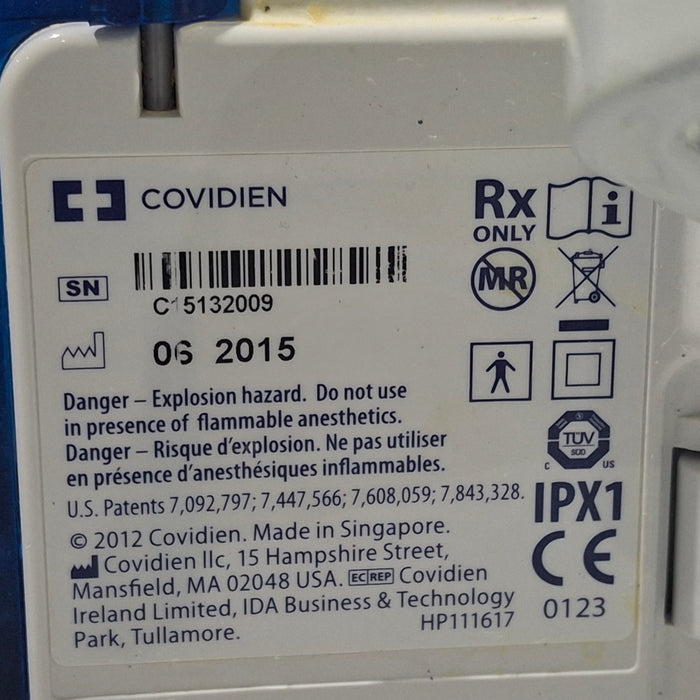 COVIDIEN
Rx
ONLY
i
SN
C15132009
MR
06 2015
Danger – Explosion hazard. Do not use
in presence of flammable anesthetics.
Danger – Risque d'explosion. Ne pas utiliser
en présence d'anesthésiques inflammables.
U.S. Patents 7,092,797; 7,447,566; 7,608,059; 7,843,328.
© 2012 Covidien. Made in Singapore.
Covidien llc, 15 Hampshire Street,
Mansfield, MA 02048 USA. EC REP Covidien
Ireland Limited, IDA Business & Technology
Park, Tullamore.
HP111617
TÜV
SÜD
C US
IPX1
CE
0123